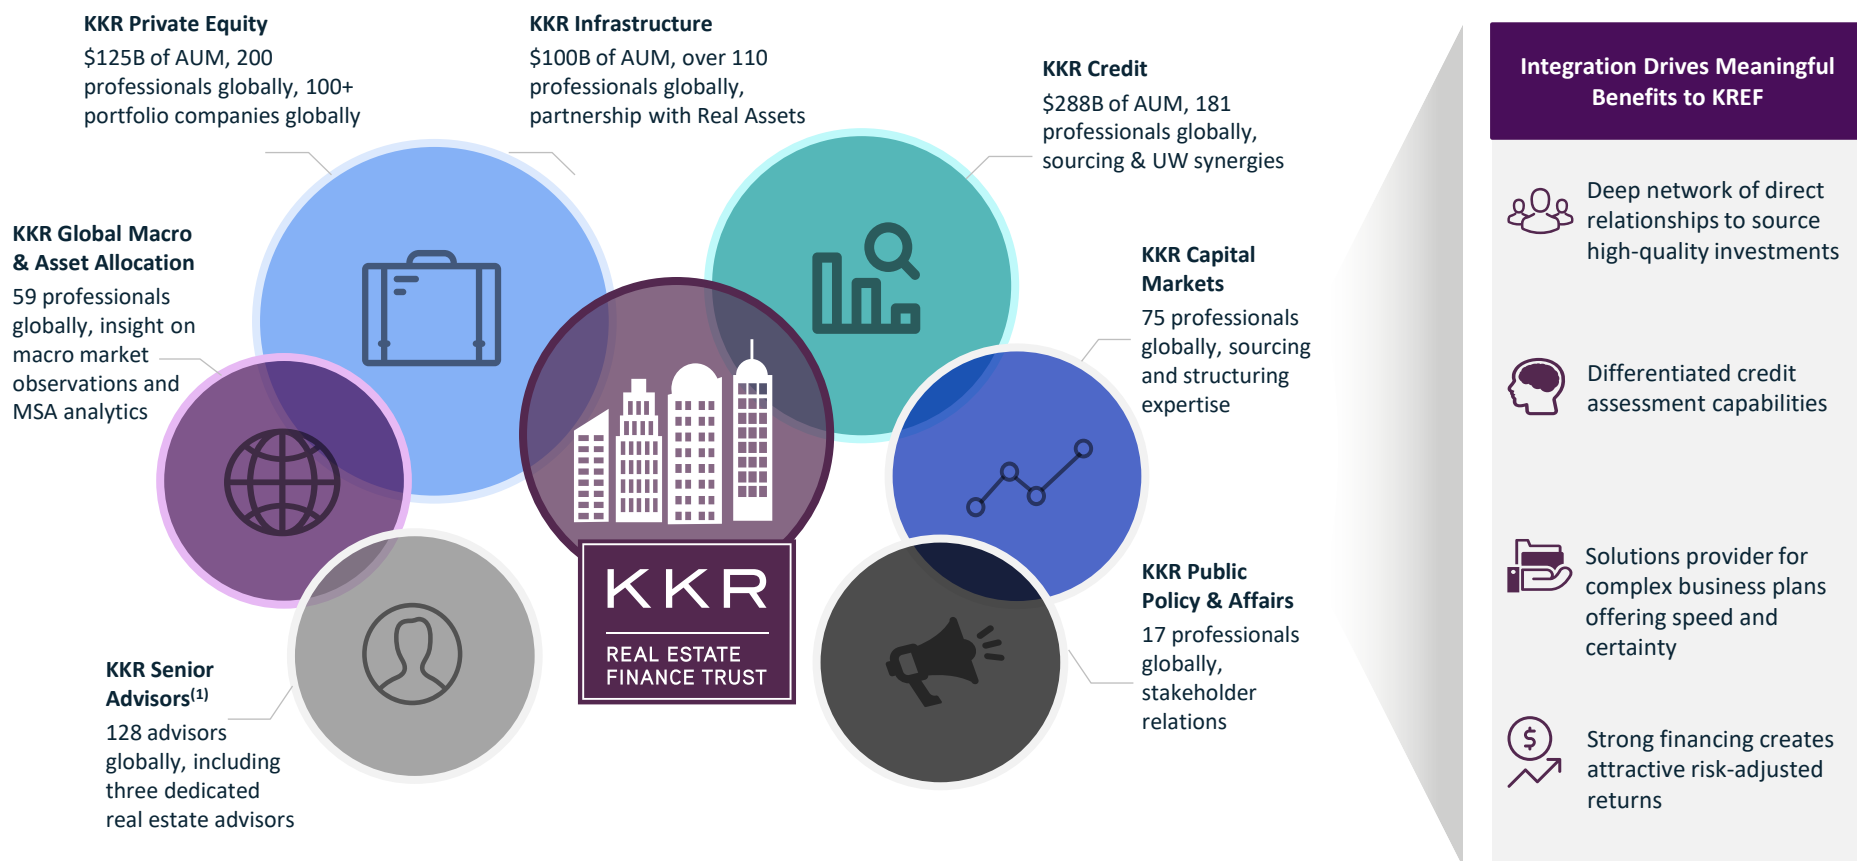 KKR Private Equity
$125B of AUM, 200
professionals globally, 100+
portfolio companies globally
KKR Infrastructure
$100B of AUM, over 110
professionals globally,
partnership with Real Assets
KKR Credit
$288B of AUM, 181
professionals globally,
sourcing & UW synergies
KKR Global Macro
& Asset Allocation
59 professionals
globally, insight on
macro market
observations and
MSA analytics
KKR Capital
Markets
75 professionals
globally, sourcing
and structuring
expertise
KKR Senior
Advisors(1)
128 advisors
globally, including
three dedicated
real estate advisors
KKR
REAL ESTATE
FINANCE TRUST
KKR Public
Policy & Affairs
17 professionals
globally,
stakeholder
relations
Integration Drives Meaningful
Benefits to KREF
Deep network of direct
relationships to source
high-quality investments
Differentiated credit
assessment capabilities
Solutions provider for
complex business plans
offering speed and
certainty
$
Strong financing creates
attractive risk-adjusted
returns